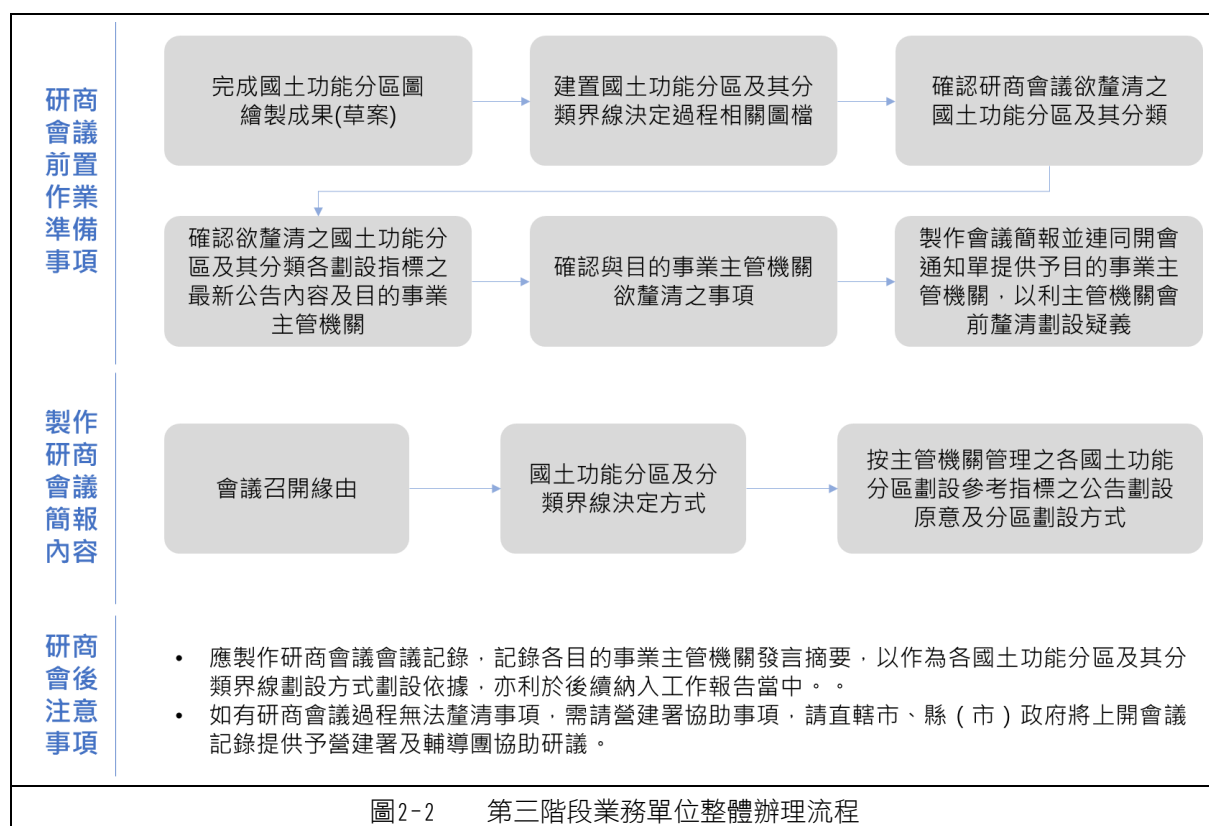 研商
會議
前置
作業
準備
事項
完成國土功能分區圖
繪製成果(草案)
建置國土功能分區及其分
類界線決定過程相關圖檔
確認研商會議欲釐清之
國土功能分區及其分類
確認欲釐清之國土功能分
區及其分類各劃設指標之
最新公告內容及目的事業
主管機關
確認與目的事業主管機關
欲釐清之事項
製作會議簡報並連同開會
通知單提供予目的事業主
管機關，以利主管機關會
前釐清劃設疑義
製作
研商
會議
簡報
內容
會議召開緣由
國土功能分區及分
類界線決定方式
按主管機關管理之各國土功能
分區劃設參考指標之公告劃設
原意及分區劃設方式
研商
會後
注意
事項
• 應製作研商會議會議記錄，記錄各目的事業主管機關發言摘要，以作為各國土功能分區及其分
類界線劃設方式劃設依據，亦利於後續納入工作報告當中。。
• 如有研商會議過程無法釐清事項，需請營建署協助事項，請直轄市、縣（市）政府將上開會議
記錄提供予營建署及輔導團協助研議。
圖2-2 第三階段業務單位整體辦理流程